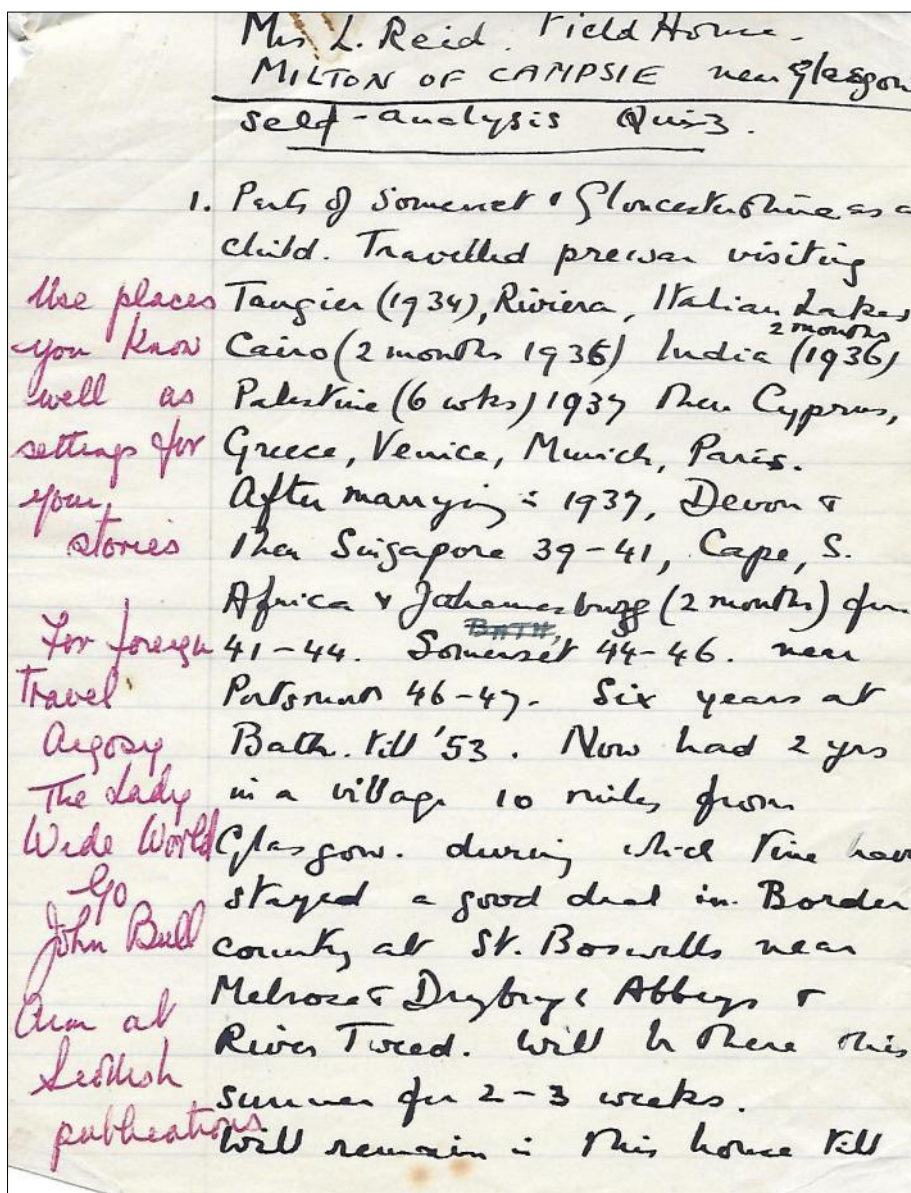 Mrs L. Reid. Field House.
MILTON OF CAMPSIE near Glasgow
Self-analysis Quiz.
1. Parts of Somerset & Gloucestershire as a
child. Travelled prewar visiting
Tangier (1934), Riviera, Italian Lakes
2 months
Cairo (2 months 1936) India (1936)
Palestine (6 wks) 1937 then Cyprus,
Greece, Venice, Munich, Paris.
After marrying in 1937, Devon &
then Singapore 39-41, Cape, S.
Africa & Johannesburg (2 months) for
BATH,
41-44. Somerset 44-46. near
Portsmouth 46-47. Six years at
Bath. till '53. Now had 2 yrs
in a village 10 miles from
Glasgow. during which time have
stayed a good deal in Border
country at St. Boswells near
Melrose & Dryburgh Abbeys &
River Tweed. Will be there this
summer for 2-3 weeks.
Will remain in this house till
Use places
you know
well as
settings for
your
stories
For foreign
Travel
Argosy
The Lady
Wide World
Go
John Bull
Aim at
Scottish
publications